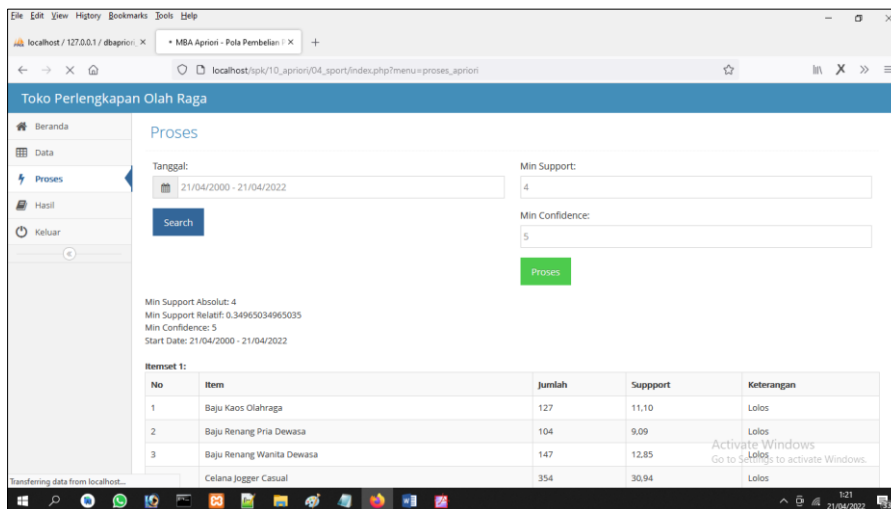 File Edit View History Bookmarks Tools Help
localhost / 127.0.0.1 / dbapriori
MBA Apriori - Pola Pembelian
localhost/spk/10_apriori/04_sport/index.php?menu=proses_apriori
Toko Perlengkapan Olah Raga
Beranda
Data
Proses
Hasil
Keluar
Proses
Tanggal:
21/04/2000 - 21/04/2022
Search
Min Support:
4
Min Confidence:
5
Proses
Min Support Absolut: 4
Min Support Relatif: 0.34965034965035
Min Confidence: 5
Start Date: 21/04/2000 - 21/04/2022
Itemset 1:
No Item Jumlah Suppport Keterangan
1 Baju Kaos Olahraga 127 11,10 Lolos
2 Baju Renang Pria Dewasa 104 9,09 Lolos
3 Baju Renang Wanita Dewasa 147 12,85 Lolos
Celana Jogger Casual 354 30,94 Lolos
Activate Windows
Go to Settings to activate Windows.
Transferring data from localhost...
1:21
21/04/2022